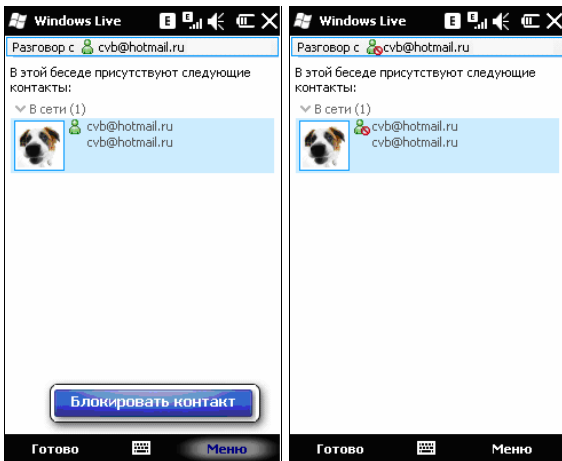 Windows Live
E
E
Разговор с cvb@hotmail.ru
В этой беседе присутствуют следующие
контакты:
В сети (1)
cvb@hotmail.ru
cvb@hotmail.ru
Блокировать контакт
Готово
Меню
Windows Live
E
E
Разговор с cvb@hotmail.ru
В этой беседе присутствуют следующие
контакты:
В сети (1)
cvb@hotmail.ru
cvb@hotmail.ru
Готово
Меню